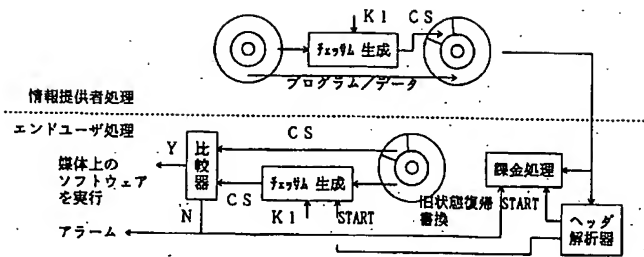 K1 CS
ﾁｪｯｻﾑ 生成
プログラム／データ
情報提供者処理
エンドユーザ処理
CS
Y
比較器
媒体上の
ソフトウェア
を実行
ﾁｪｯｻﾑ 生成
課金処理
CS
旧状態復帰
書換
START
N
K1
START
ヘッダ
解析器
アラーム